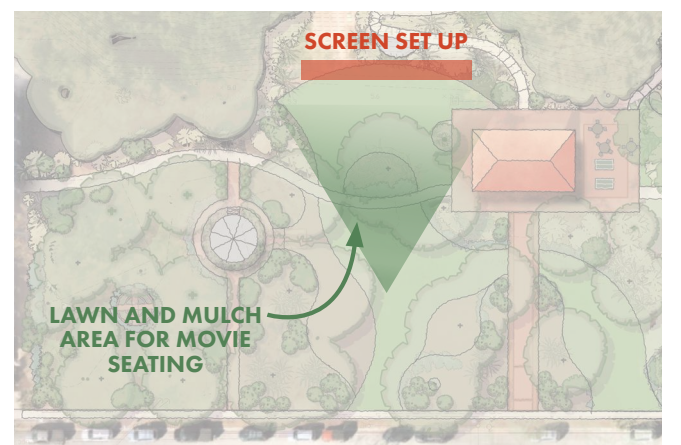 SCREEN SET UP
LAWN AND MULCH
AREA FOR MOVIE
SEATING